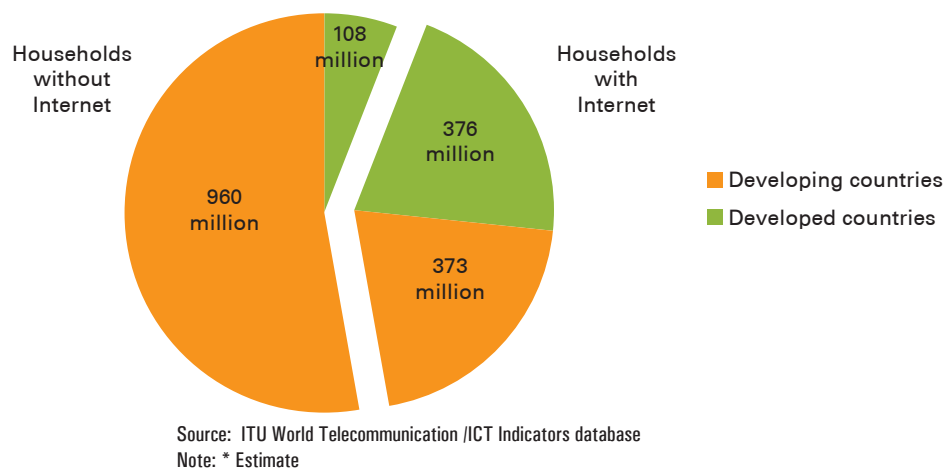 Households
without
Internet
108
million
Households
with
Internet
376
million
960
million
373
million
Developing countries
Developed countries
Source: ITU World Telecommunication /ICT Indicators database
Note: * Estimate